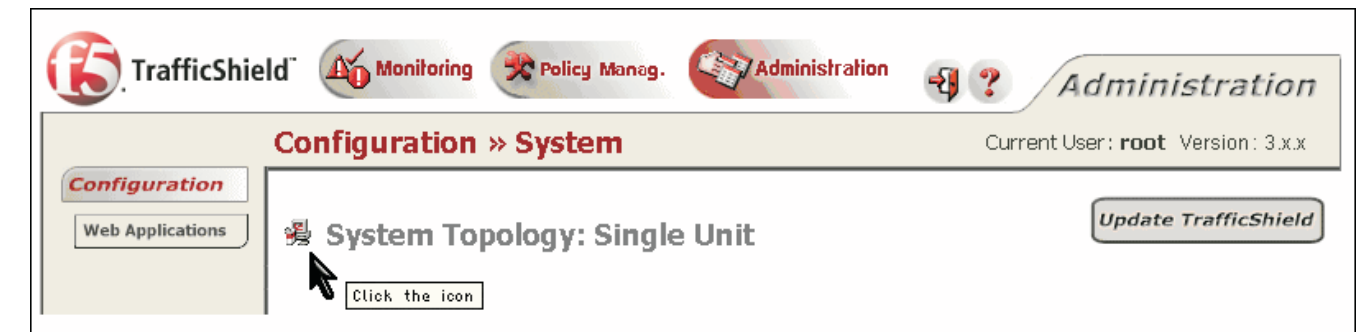 f5 TrafficShield™ Monitoring Policy Manag. Administration ? Administration
Configuration » System Current User: root Version: 3.x.x
Configuration
Web Applications
System Topology: Single Unit
Update TrafficShield
Click the icon